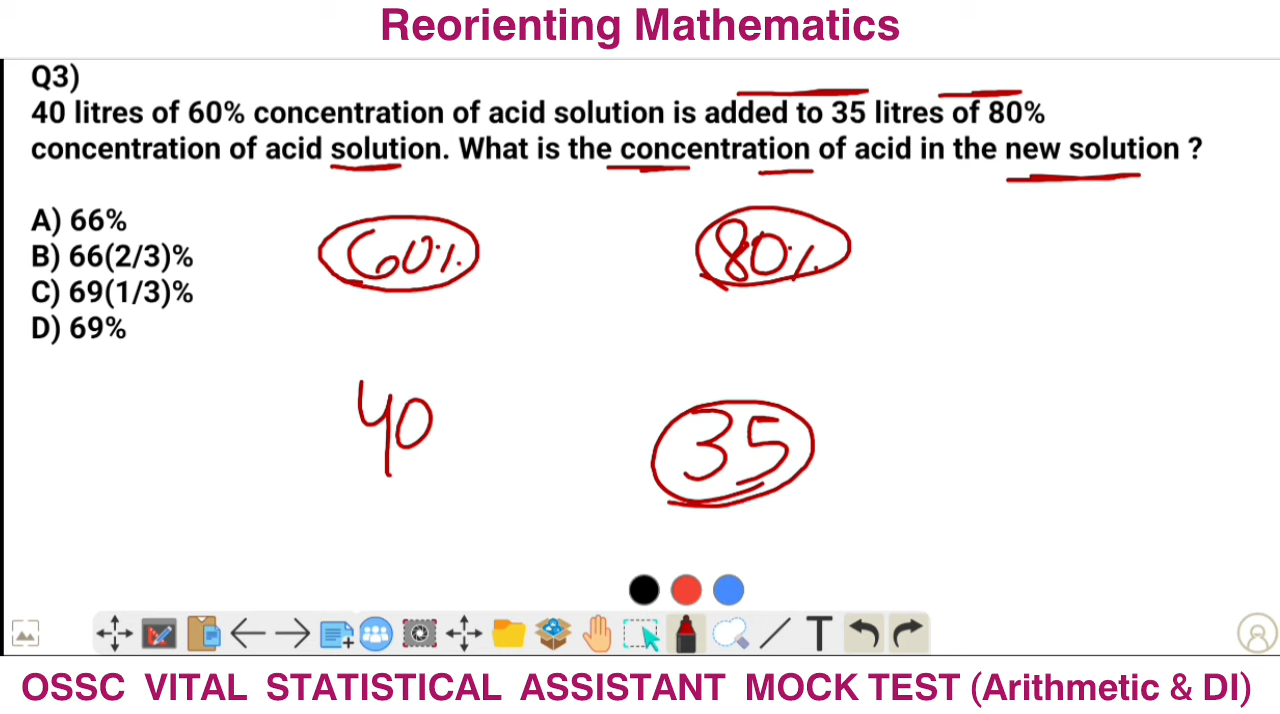 Reorienting Mathematics
Q3)
40 litres of 60% concentration of acid solution is added to 35 litres of 80%
concentration of acid solution. What is the concentration of acid in the new solution ?
A) 66%
B) 66(2/3)%
C) 69(1/3)%
D) 69%
60% 80%
40 35
T
OSSC VITAL STATISTICAL ASSISTANT MOCK TEST (Arithmetic & DI)